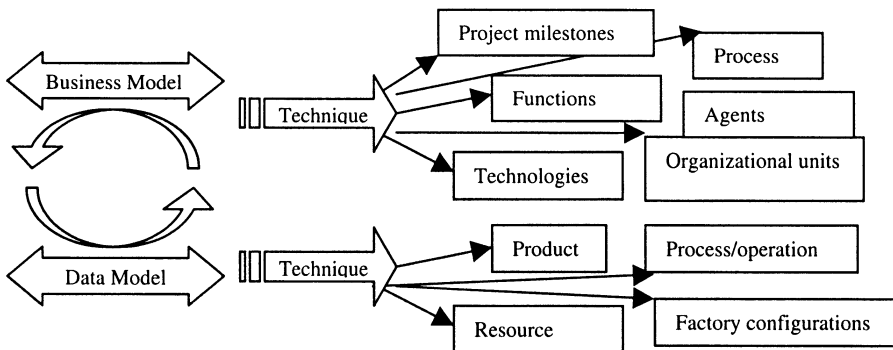 Project milestones
Process
Business Model
Technique
Functions
Agents
Organizational units
Technologies
Product
Process/operation
Data Model
Technique
Resource
Factory configurations